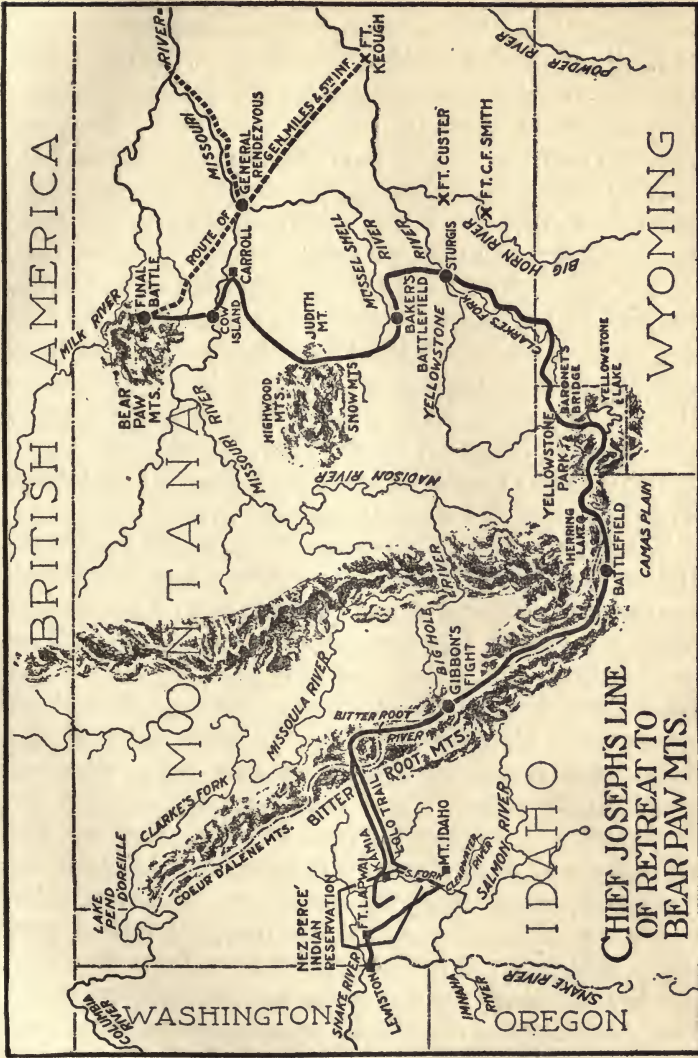 BRITISH AMERICA
WASHINGTON
OREGON
IDAHO
MONTANA
WYOMING
COLUMBIA
RIVER
LAKE
PEND
D'OREILLE
CLARKE'S FORK
COEUR D'ALENE MTS.
MISSOULA RIVER
BITTER ROOT MTS.
BITTER ROOT
RIVER
NEZ PERCE'
INDIAN
RESERVATION
SNAKE RIVER
LEWISTON
FT. LAPWAI
KAMIA
LOLO TRAIL
S. FORK
CLEARWATER
RIVER
MT. IDAHO
SALMON RIVER
RIVER
SNAKE RIVER
BIG HOLE
RIVER
GIBBON'S
FIGHT
BATTLEFIELD
CAMAS PLAIN
HERRING
LAKE
YELLOWSTONE
PARK
BARONET'S
BRIDGE
YELLOWSTONE
LAKE
MADISON RIVER
MISSOURI RIVER
HIGHWOOD
MTS.
JUDITH
MT.
SNOW MTS
BEAR
PAW
MTS.
MILK RIVER
FINAL
BATTLE
COW
ISLAND
CARROLL
ROUTE OF GEN. MILES & 5TH INF.
GENERAL
RENDEZVOUS
MISSOURI RIVER
FT.
KEOUGH
SHELL
RIVER
BAKER'S
BATTLEFIELD
YELLOWSTONE
RIVER
STURGIS
CLARKE'S
FT. CUSTER
FT. C.F. SMITH
BIG HORN RIVER
POWDER
RIVER
CHIEF JOSEPH'S LINE
OF RETREAT TO
BEAR PAW MTS.